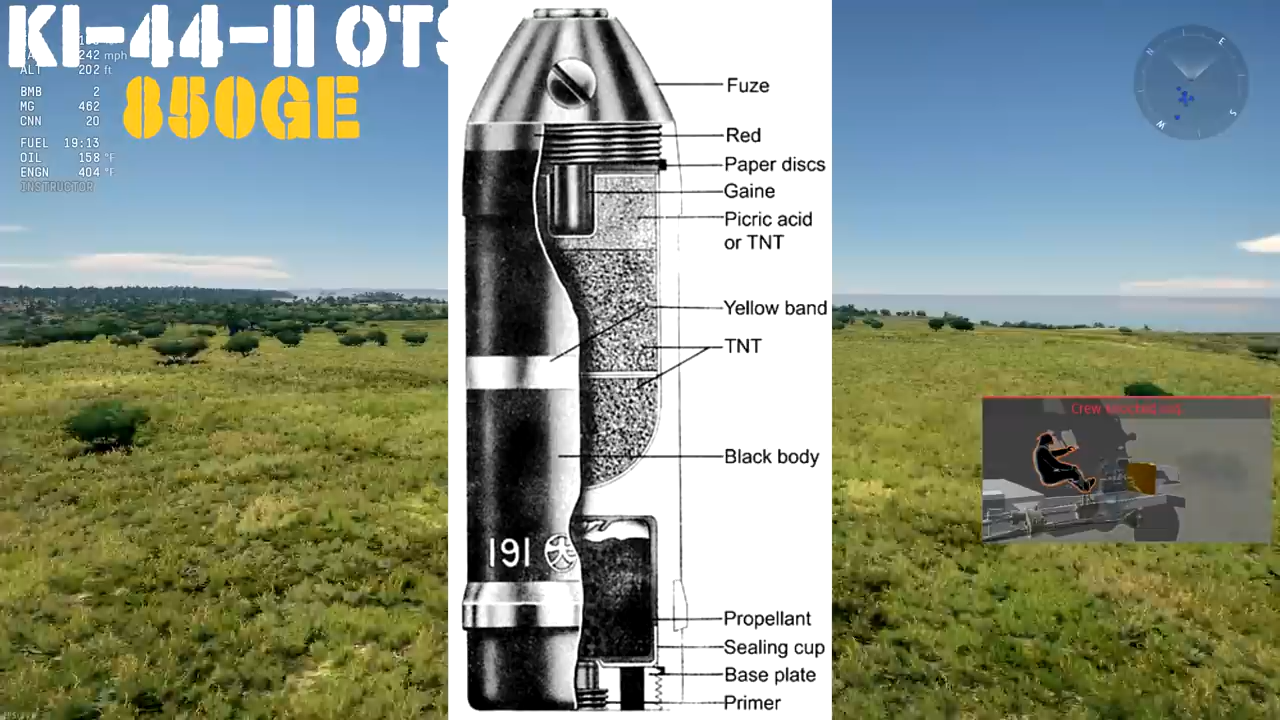 KI-44-II OTS
850GE
242 mph
ALT 202 ft
BMB 2
MG 462
CNN 20
FUEL 19:13
OIL 158 °F
ENGN 404 °F
INSTRUCTOR
Fuze
Red
Paper discs
Gaine
Picric acid
or TNT
Yellow band
TNT
Black body
191 大
Propellant
Sealing cup
Base plate
Primer
N
E
S
W
Crew knocked out